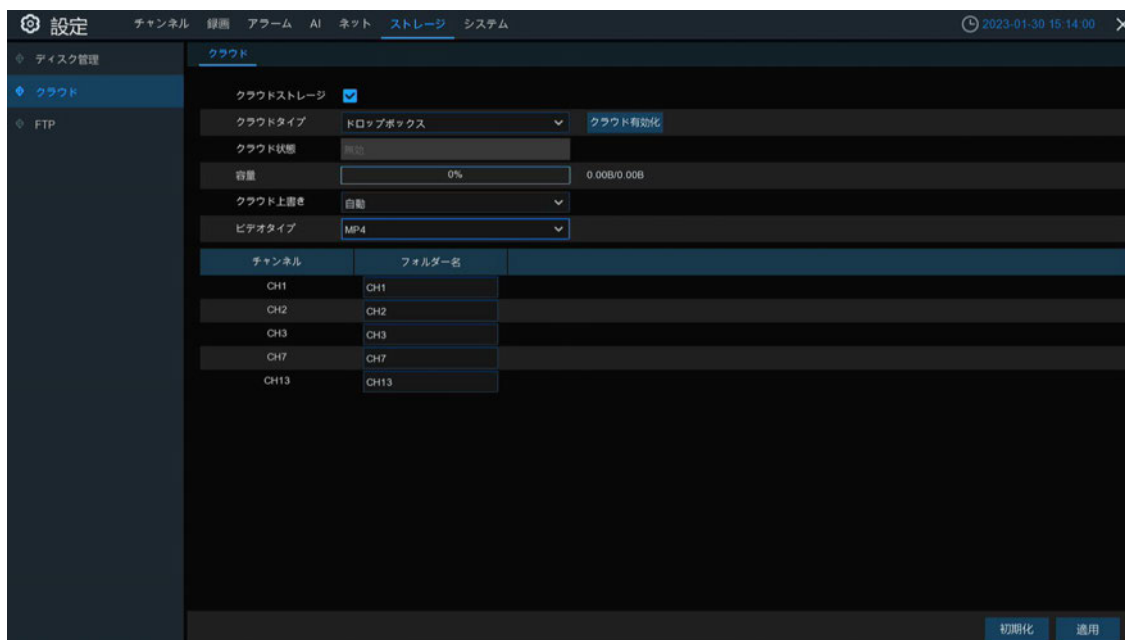 設定 チャンネル 録画 アラーム AI ネット ストレージ システム 2023-01-30 15:14:00
ディスク管理
クラウド
FTP
クラウド
クラウドストレージ
クラウドタイプ ドロップボックス クラウド有効化
クラウド状態 無効
容量 0% 0.00B/0.00B
クラウド上書き 自動
ビデオタイプ MP4
チャンネル フォルダー名
CH1 CH1
CH2 CH2
CH3 CH3
CH7 CH7
CH13 CH13
初期化 適用